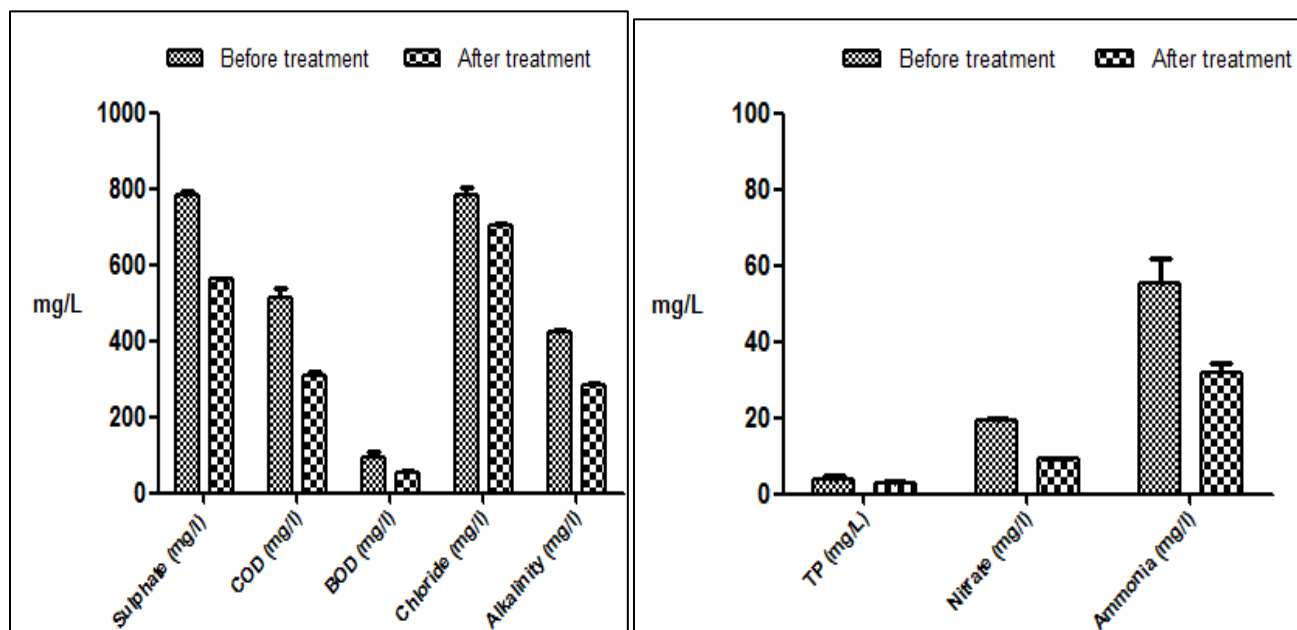 Before treatment After treatment
1000
800
600
400
200
0
mg/L
Sulphate (mg/l)
COD (mg/l)
BOD (mg/l)
Chloride (mg/l)
Alkalinity (mg/l)
Before treatment After treatment
100
80
60
40
20
0
mg/L
TP (mg/L)
Nitrate (mg/l)
Ammonia (mg/l)